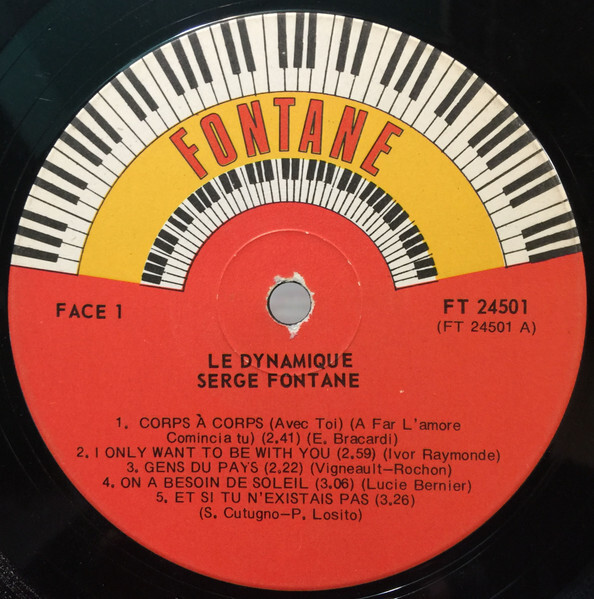 FONTANE
FACE 1
FT 24501
(FT 24501 A)
LE DYNAMIQUE
SERGE FONTANE
1. CORPS À CORPS (Avec Toi) (A Far L'amore
Comincia tu) (2.41) (E. Bracardi)
2. I ONLY WANT TO BE WITH YOU (2.59) (Ivor Raymonde)
3. GENS DU PAYS (2.22) (Vigneault-Rochon)
4. ON A BESOIN DE SOLEIL (3.06) (Lucie Bernier)
5. ET SI TU N'EXISTAIS PAS (3.26)
(S. Cutugno-P. Losito)